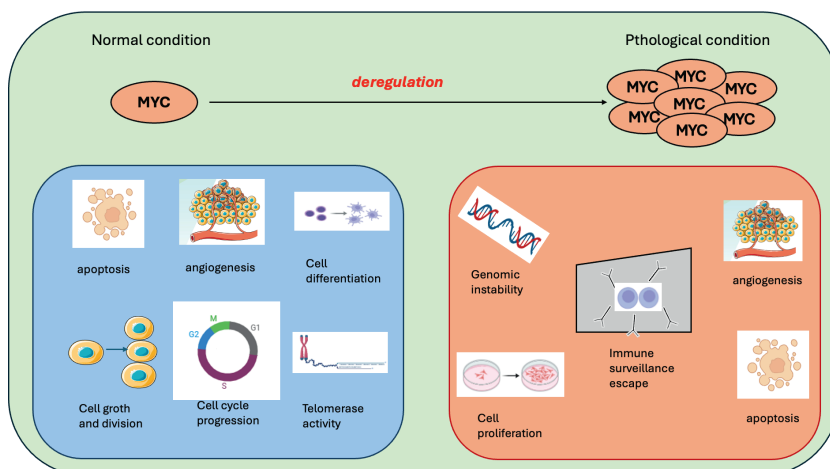 Normal condition
Pthological condition
deregulation
MYC
MYC
MYC
MYC
MYC
MYC
MYC
MYC
apoptosis
angiogenesis
Cell
differentiation
Cell groth
and division
M
G2
G1
S
Cell cycle
progression
Telomerase
activity
Genomic
instability
Immune
surveillance
escape
angiogenesis
Cell
proliferation
apoptosis